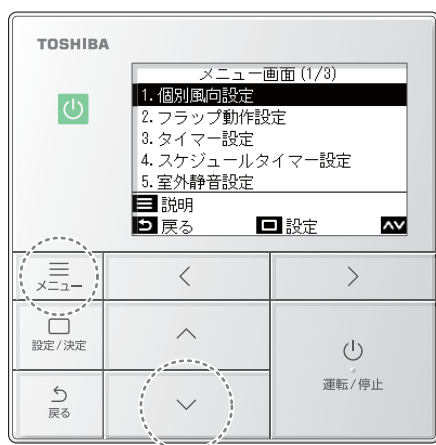 TOSHIBA
メニュー画面(1/3)
1.個別風向設定
2.フラップ動作設定
3.タイマー設定
4.スケジュールタイマー設定
5.室外静音設定
説明
戻る 設定
メニュー
設定/決定
戻る
運転/停止